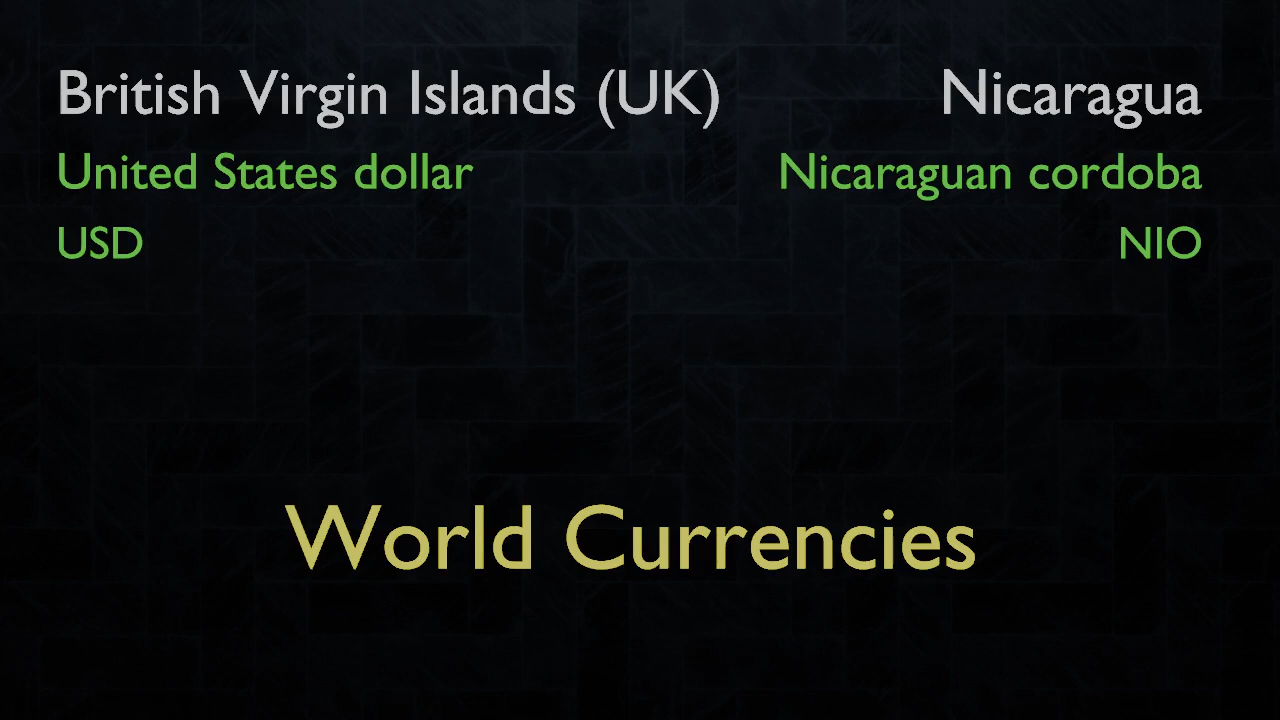 British Virgin Islands (UK)
United States dollar
USD
Nicaragua
Nicaraguan cordoba
NIO
World Currencies